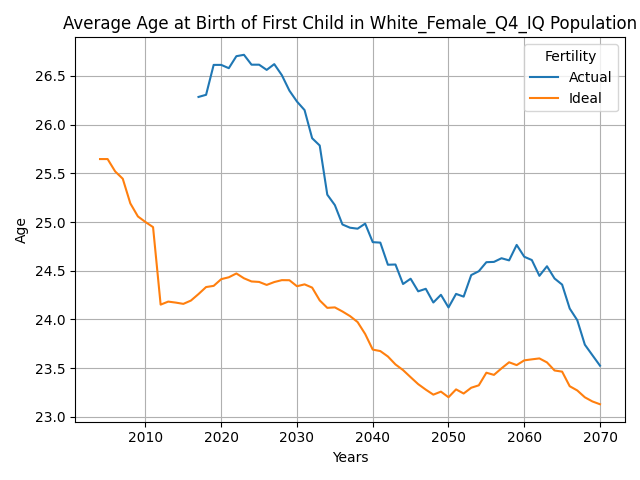 Average Age at Birth of First Child in White_Female_Q4_IQ Population
Fertility
Actual
Ideal
Age
26.5
26.0
25.5
25.0
24.5
24.0
23.5
23.0
2010 2020 2030 2040 2050 2060 2070
Years